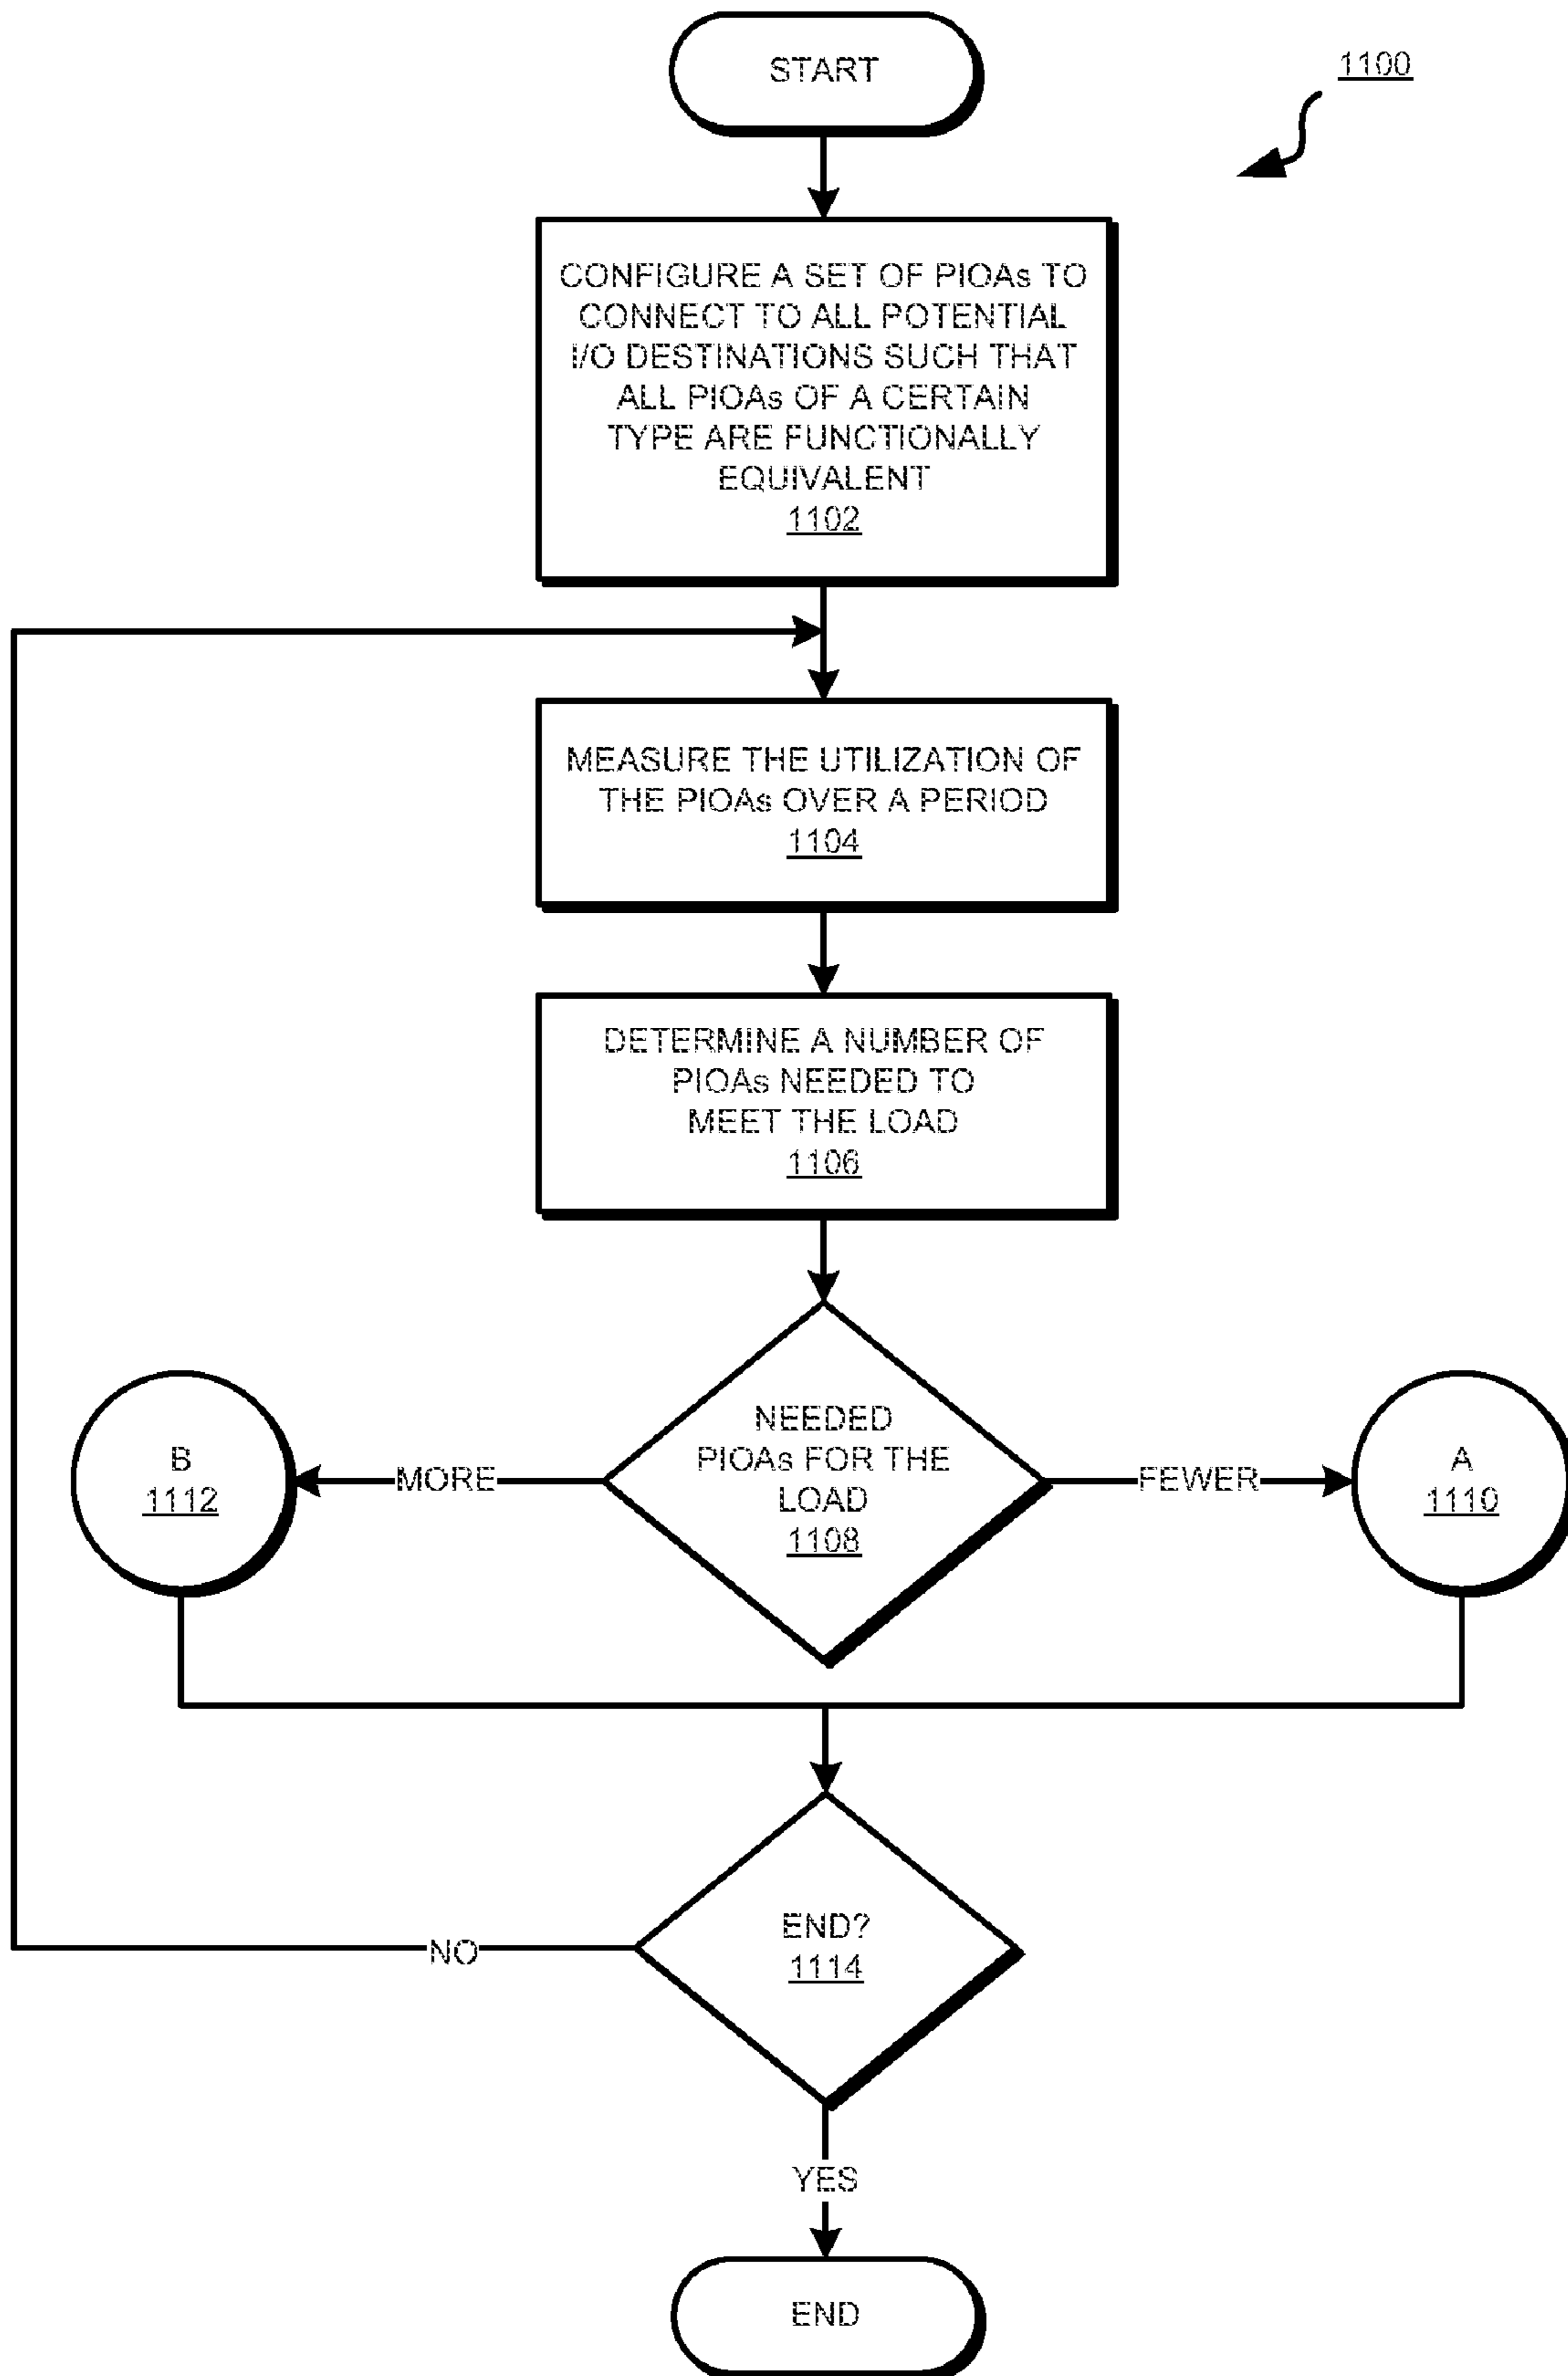 START
1100
CONFIGURE A SET OF PIOAs TO
CONNECT TO ALL POTENTIAL
I/O DESTINATIONS SUCH THAT
ALL PIOAs OF A CERTAIN
TYPE ARE FUNCTIONALLY
EQUIVALENT
1102
MEASURE THE UTILIZATION OF
THE PIOAs OVER A PERIOD
1104
DETERMINE A NUMBER OF
PIOAs NEEDED TO
MEET THE LOAD
1106
B
1112
MORE
NEEDED
PIOAs FOR THE
LOAD
1108
FEWER
A
1110
END?
1114
NO
YES
END